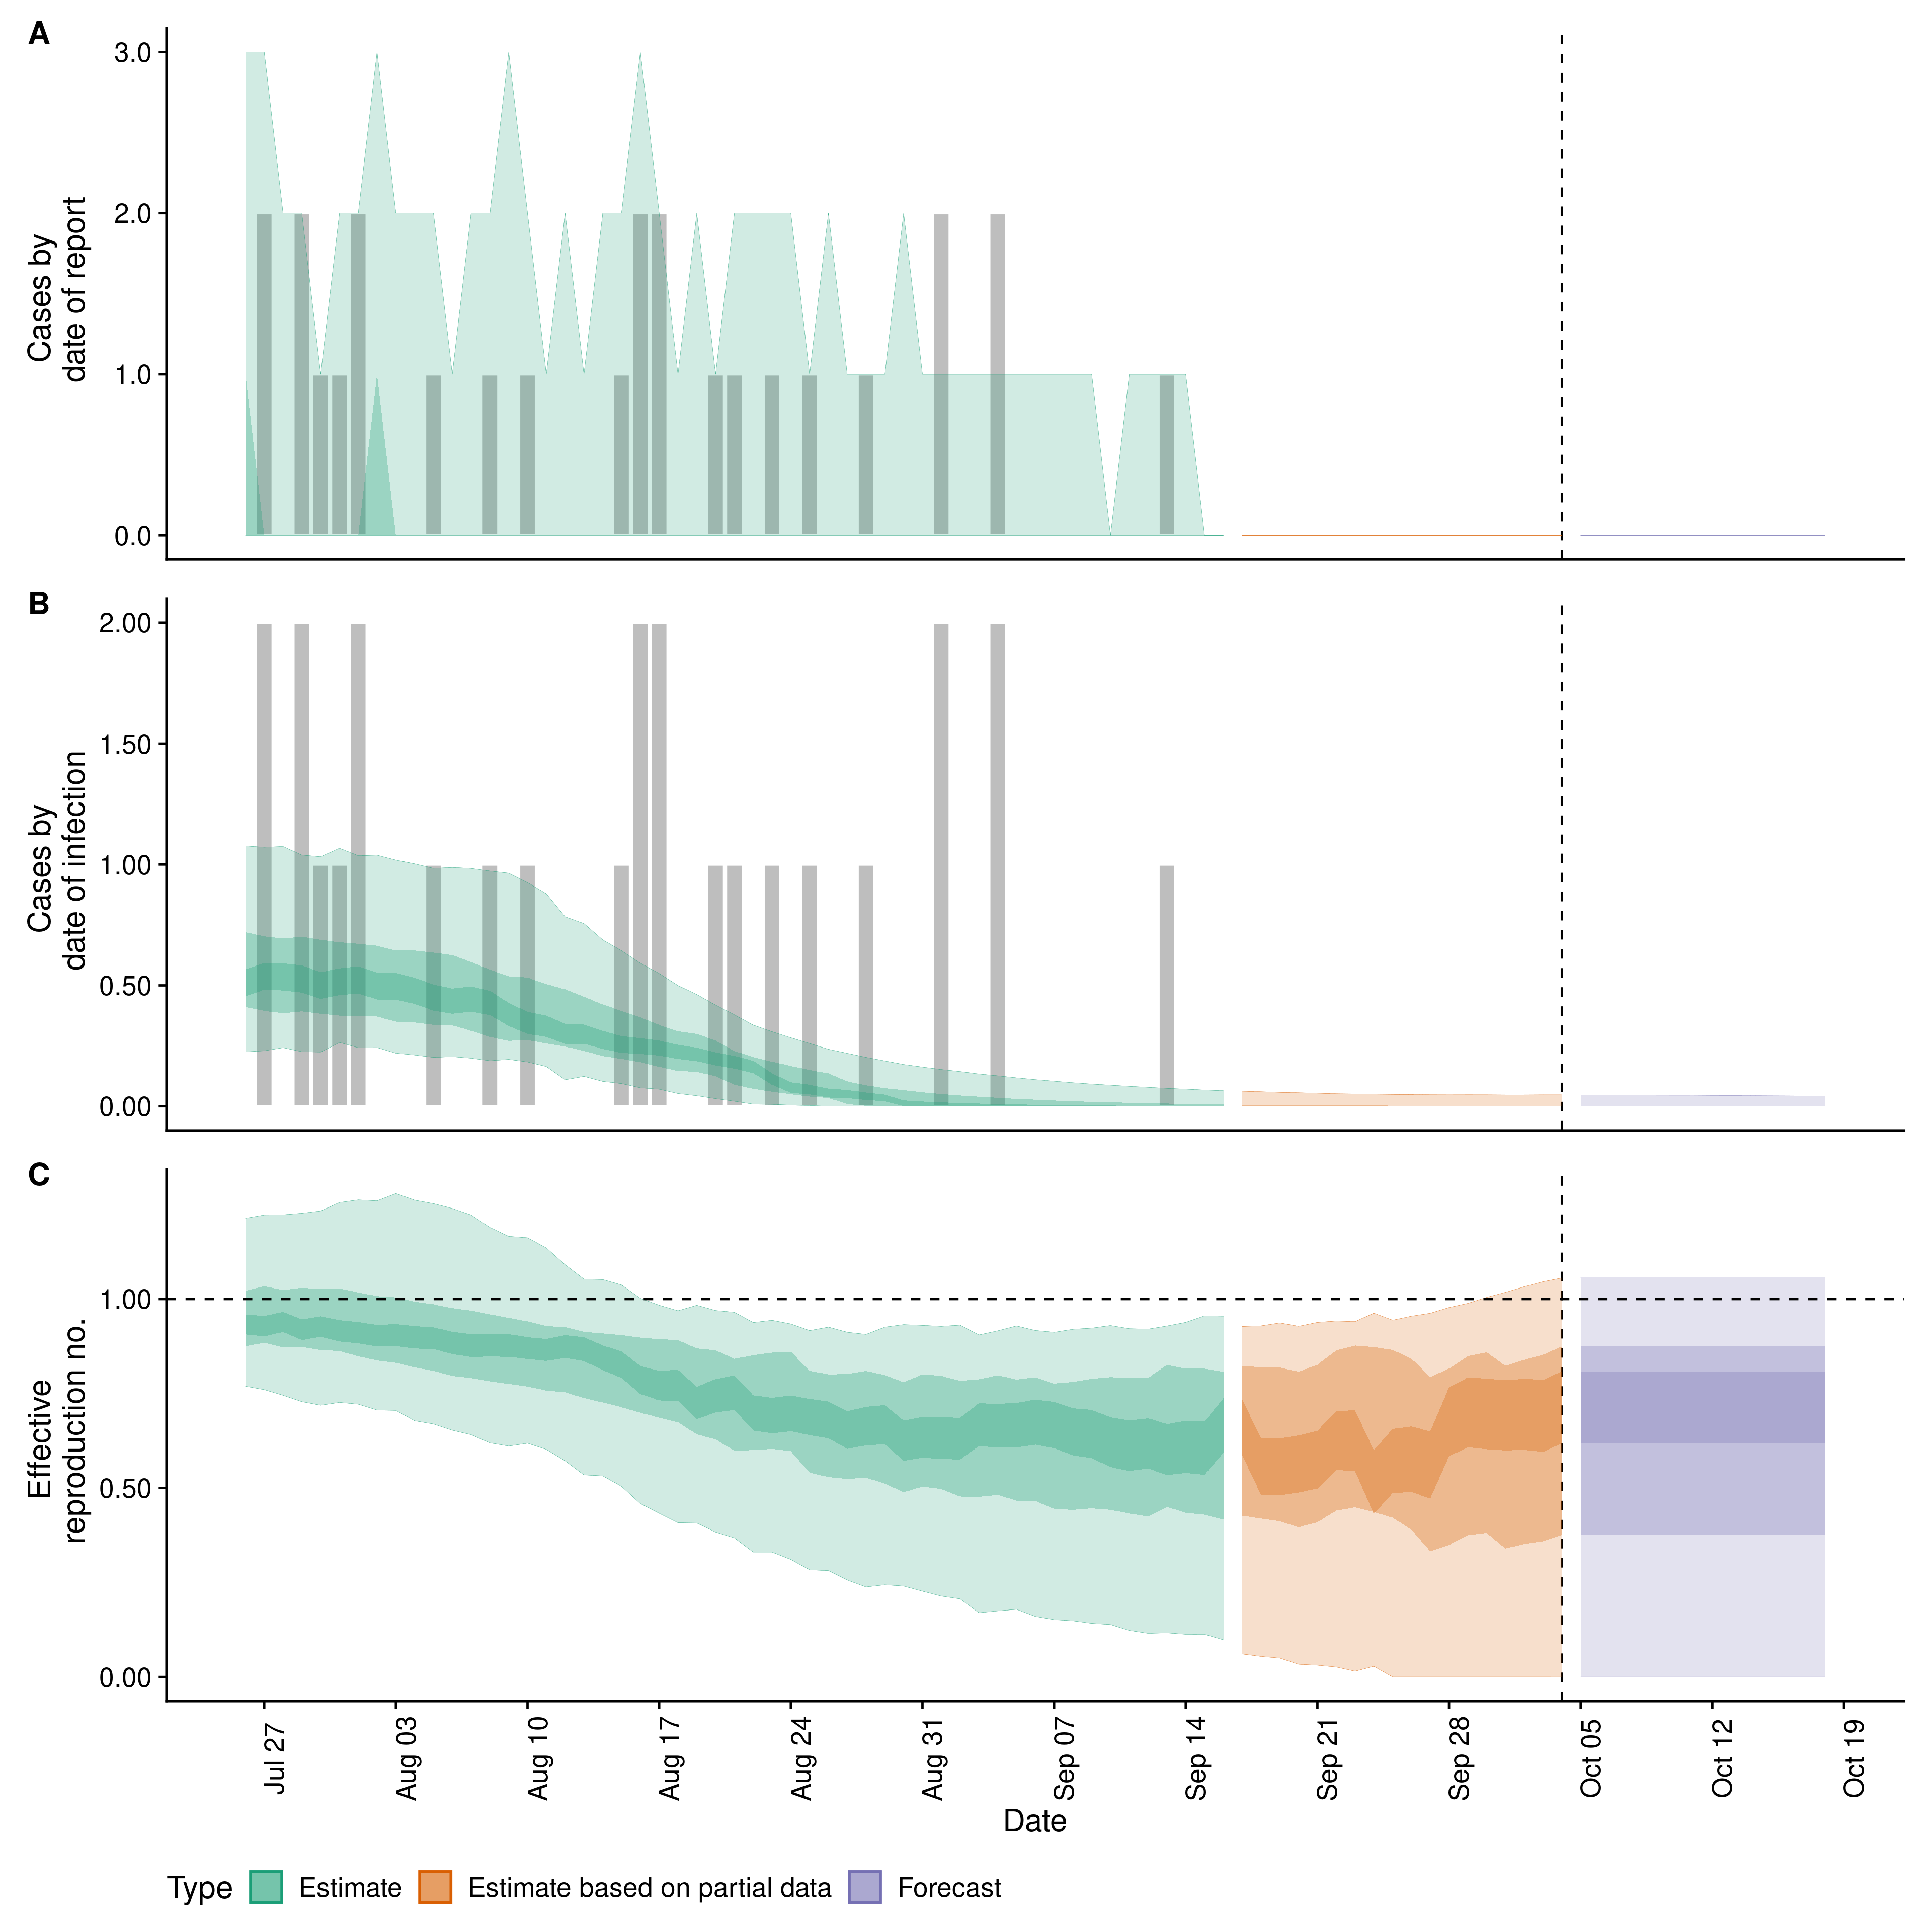 A
3.0
2.0
1.0
0.0
Cases by
date of report
B
2.00
1.50
1.00
0.50
0.00
Cases by
date of infection
C
1.00
0.50
0.00
Effective
reproduction no.
Jul 27
Aug 03
Aug 10
Aug 17
Aug 24
Aug 31
Sep 07
Sep 14
Sep 21
Sep 28
Oct 05
Oct 12
Oct 19
Date
Type Estimate Estimate based on partial data Forecast